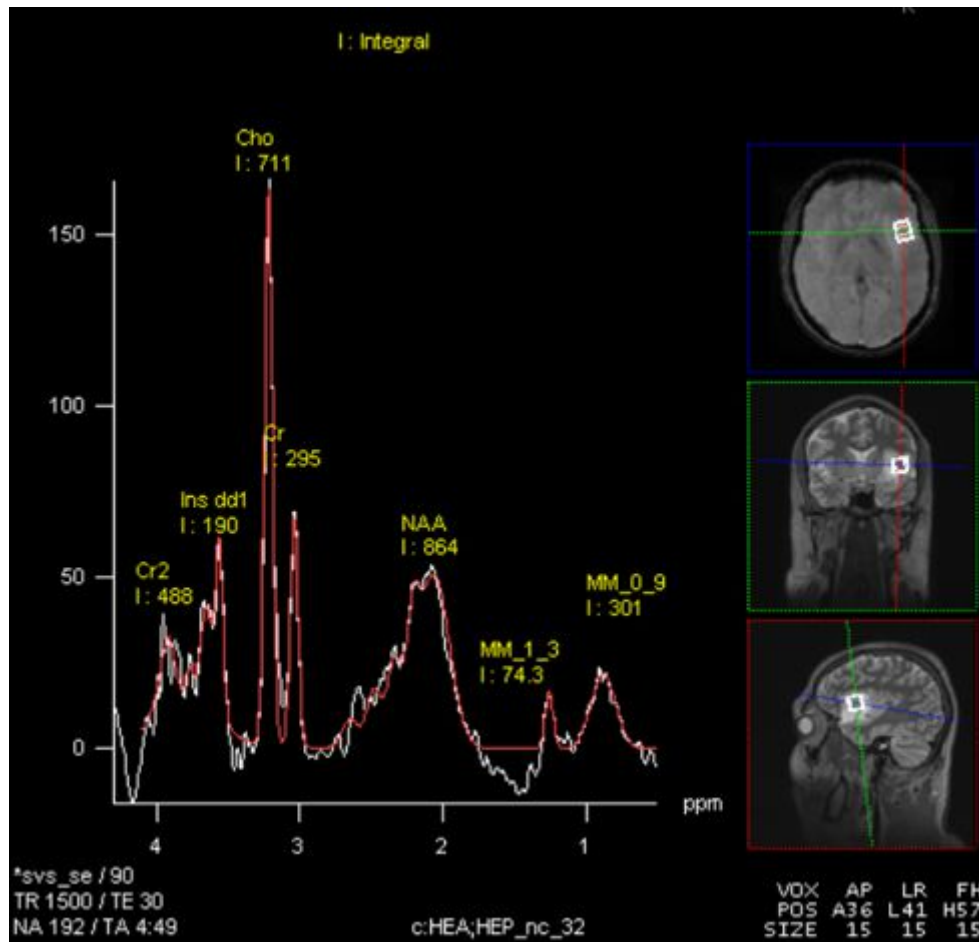 I : Integral
Cho
I : 711
150
100
Cr
I : 295
Ins dd1
I : 190
NAA
I : 864
50
Cr2
I : 488
MM_0_9
I : 301
MM_1_3
I : 74.3
0
ppm
4 3 2 1
*svs_se / 90
TR 1500 / TE 30
NA 192 / TA 4:49
c:HEA;HEP_nc_32
VOX AP LR FH
POS A36 L41 H57
SIZE 15 15 15